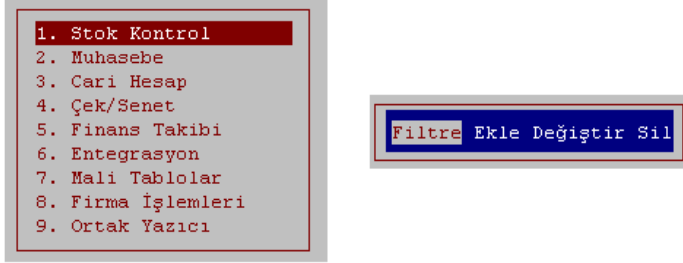 1. Stok Kontrol
2. Muhasebe
3. Cari Hesap
4. Çek/Senet
5. Finans Takibi
6. Entegrasyon
7. Mali Tablolar
8. Firma İşlemleri
9. Ortak Yazıcı
Filtre Ekle Değiştir Sil